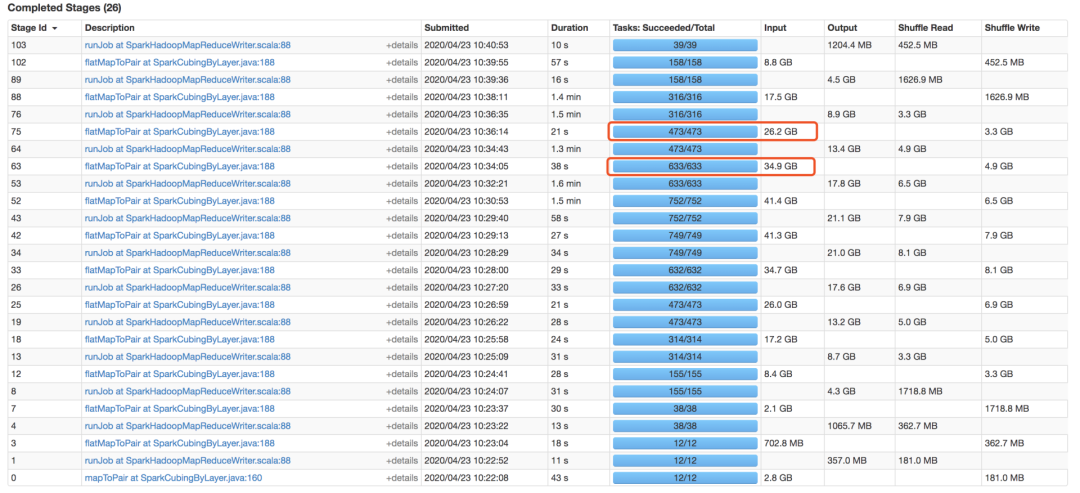 Completed Stages (26)
Stage Id Description Submitted Duration Tasks: Succeeded/Total Input Output Shuffle Read Shuffle Write
103 runJob at SparkHadoopMapReduceWriter.scala:88 +details 2020/04/23 10:40:53 10 s 39/39 1204.4 MB 452.5 MB
102 flatMapToPair at SparkCubingByLayer.java:188 +details 2020/04/23 10:39:55 57 s 158/158 8.8 GB 452.5 MB
89 runJob at SparkHadoopMapReduceWriter.scala:88 +details 2020/04/23 10:39:36 16 s 158/158 4.5 GB 1626.9 MB
88 flatMapToPair at SparkCubingByLayer.java:188 +details 2020/04/23 10:38:11 1.4 min 316/316 17.5 GB 1626.9 MB
76 runJob at SparkHadoopMapReduceWriter.scala:88 +details 2020/04/23 10:36:35 1.5 min 316/316 8.9 GB 3.3 GB
75 flatMapToPair at SparkCubingByLayer.java:188 +details 2020/04/23 10:36:14 21 s 473/473 26.2 GB 3.3 GB
64 runJob at SparkHadoopMapReduceWriter.scala:88 +details 2020/04/23 10:34:43 1.3 min 473/473 13.4 GB 4.9 GB
63 flatMapToPair at SparkCubingByLayer.java:188 +details 2020/04/23 10:34:05 38 s 633/633 34.9 GB 4.9 GB
53 runJob at SparkHadoopMapReduceWriter.scala:88 +details 2020/04/23 10:32:21 1.6 min 633/633 17.8 GB 6.5 GB
52 flatMapToPair at SparkCubingByLayer.java:188 +details 2020/04/23 10:30:53 1.5 min 752/752 41.4 GB 6.5 GB
43 runJob at SparkHadoopMapReduceWriter.scala:88 +details 2020/04/23 10:29:40 58 s 752/752 21.1 GB 7.9 GB
42 flatMapToPair at SparkCubingByLayer.java:188 +details 2020/04/23 10:29:13 27 s 749/749 41.3 GB 7.9 GB
34 runJob at SparkHadoopMapReduceWriter.scala:88 +details 2020/04/23 10:28:29 34 s 749/749 21.0 GB 8.1 GB
33 flatMapToPair at SparkCubingByLayer.java:188 +details 2020/04/23 10:28:00 29 s 632/632 34.7 GB 8.1 GB
26 runJob at SparkHadoopMapReduceWriter.scala:88 +details 2020/04/23 10:27:20 33 s 632/632 17.6 GB 6.9 GB
25 flatMapToPair at SparkCubingByLayer.java:188 +details 2020/04/23 10:26:59 21 s 473/473 26.0 GB 6.9 GB
19 runJob at SparkHadoopMapReduceWriter.scala:88 +details 2020/04/23 10:26:22 28 s 473/473 13.2 GB 5.0 GB
18 flatMapToPair at SparkCubingByLayer.java:188 +details 2020/04/23 10:25:58 24 s 314/314 17.2 GB 5.0 GB
13 runJob at SparkHadoopMapReduceWriter.scala:88 +details 2020/04/23 10:25:09 31 s 314/314 8.7 GB 3.3 GB
12 flatMapToPair at SparkCubingByLayer.java:188 +details 2020/04/23 10:24:41 28 s 155/155 8.4 GB 3.3 GB
8 runJob at SparkHadoopMapReduceWriter.scala:88 +details 2020/04/23 10:24:07 31 s 155/155 4.3 GB 1718.8 MB
7 flatMapToPair at SparkCubingByLayer.java:188 +details 2020/04/23 10:23:37 30 s 38/38 2.1 GB 1718.8 MB
4 runJob at SparkHadoopMapReduceWriter.scala:88 +details 2020/04/23 10:23:22 13 s 38/38 1065.7 MB 362.7 MB
3 flatMapToPair at SparkCubingByLayer.java:188 +details 2020/04/23 10:23:04 18 s 12/12 702.8 MB 362.7 MB
1 runJob at SparkHadoopMapReduceWriter.scala:88 +details 2020/04/23 10:22:52 11 s 12/12 357.0 MB 181.0 MB
0 mapToPair at SparkCubingByLayer.java:160 +details 2020/04/23 10:22:08 43 s 12/12 2.8 GB 181.0 MB